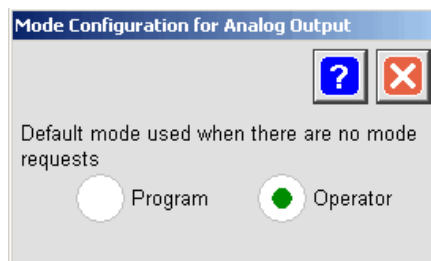 Mode Configuration for Analog Output
?
Default mode used when there are no mode
requests
Program Operator